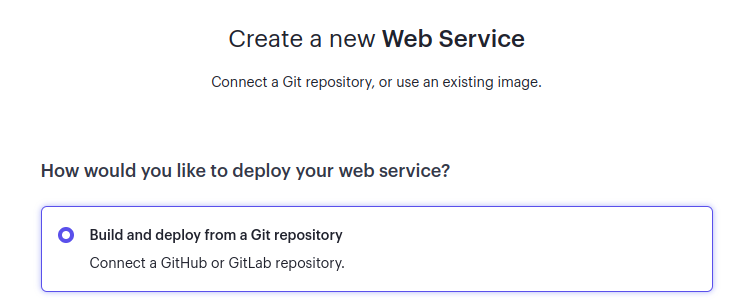 Create a new Web Service
Connect a Git repository, or use an existing image.
How would you like to deploy your web service?
Build and deploy from a Git repository
Connect a GitHub or GitLab repository.